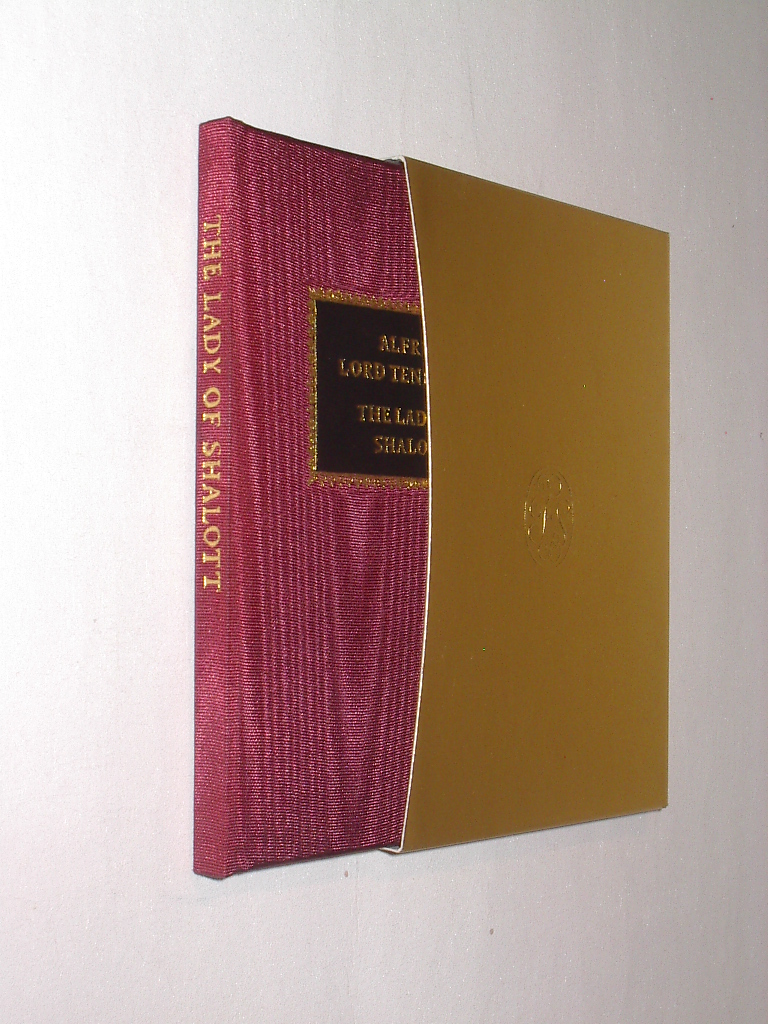 THE LADY OF SHALOTT
ALFR
LORD TEN
THE LAD
SHALO